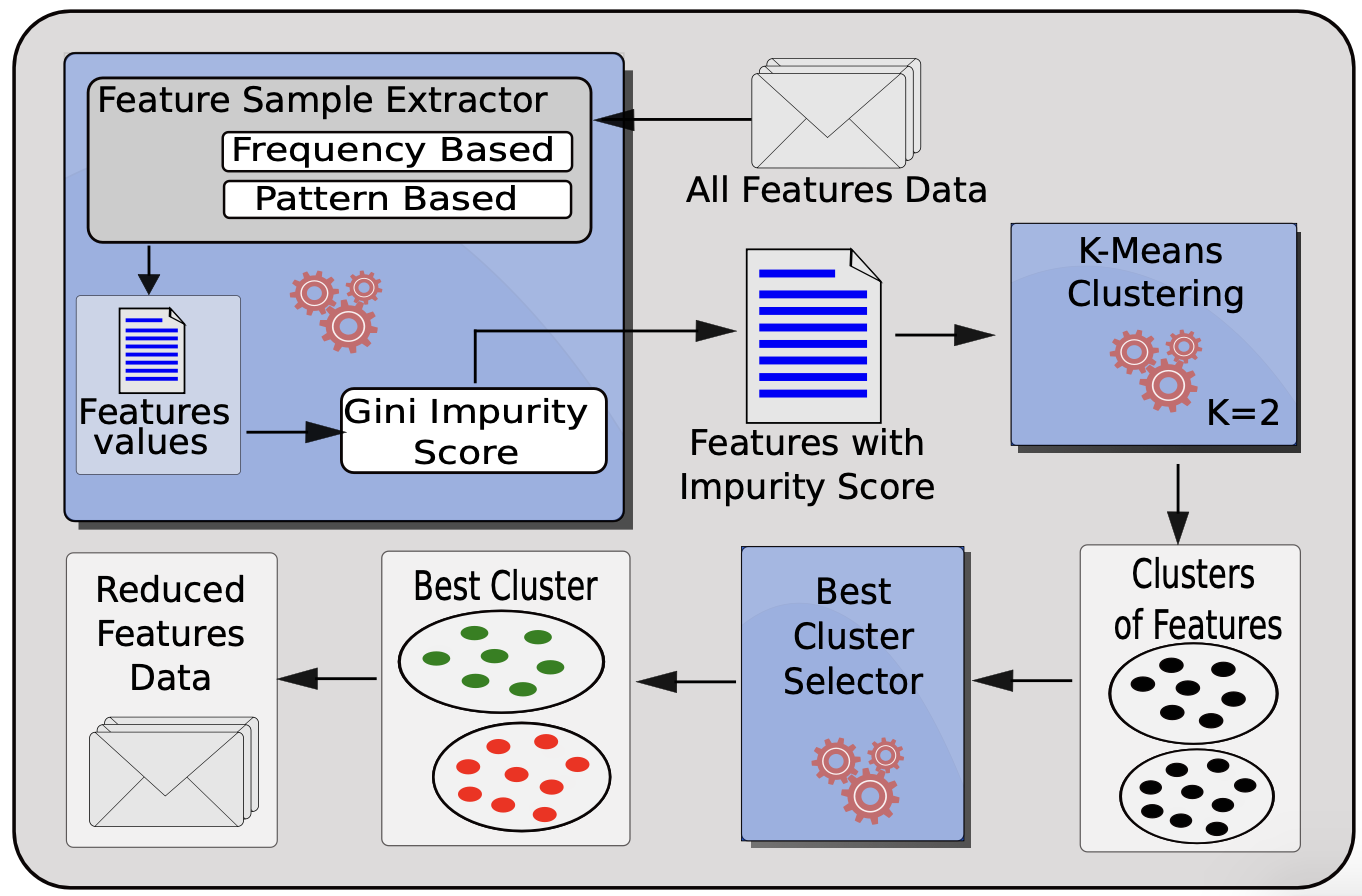 Feature Sample Extractor
Frequency Based
Pattern Based
All Features Data
Features
values
Gini Impurity
Score
Features with
Impurity Score
K-Means
Clustering
K=2
Clusters
of Features
Best
Cluster
Selector
Best Cluster
Reduced
Features
Data